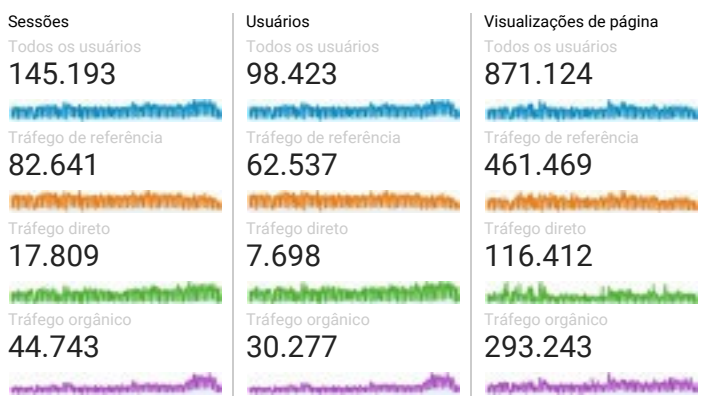 Sessões
Todos os usuários
145.193
Tráfego de referência
82.641
Tráfego direto
17.809
Tráfego orgânico
44.743
Usuários
Todos os usuários
98.423
Tráfego de referência
62.537
Tráfego direto
7.698
Tráfego orgânico
30.277
Visualizações de página
Todos os usuários
871.124
Tráfego de referência
461.469
Tráfego direto
116.412
Tráfego orgânico
293.243